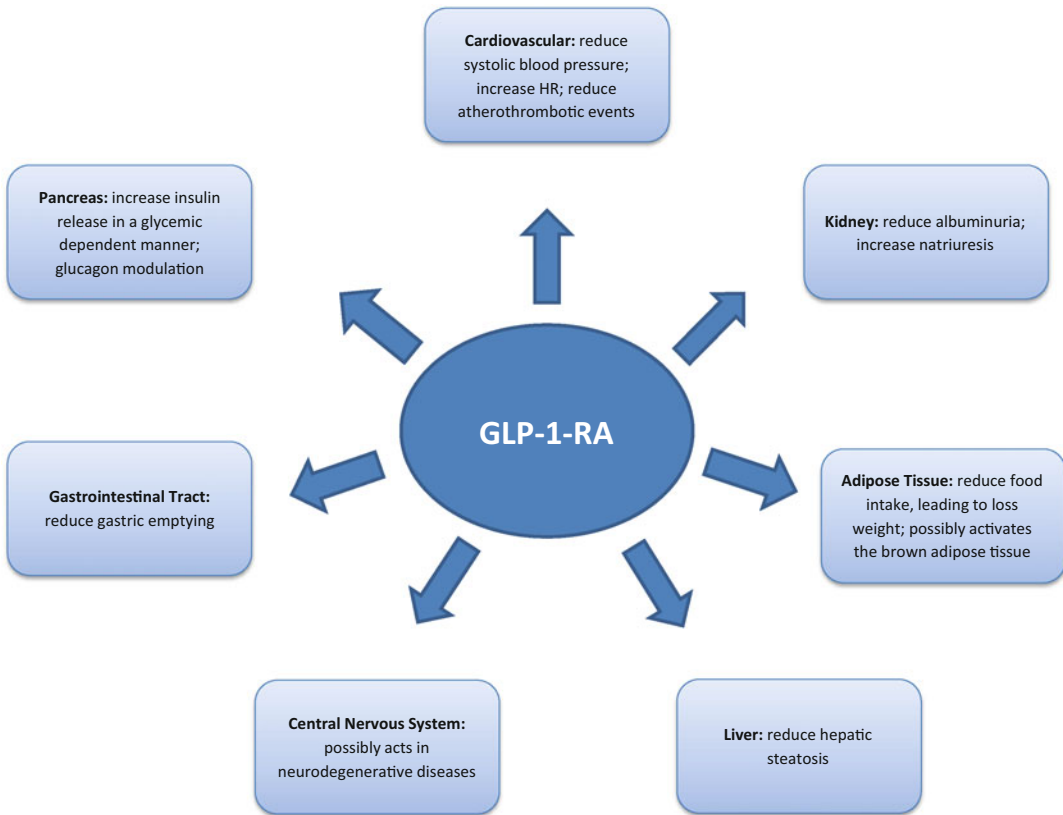 Cardiovascular: reduce
systolic blood pressure;
increase HR; reduce
atherothrombotic events
Pancreas: increase insulin
release in a glycemic
dependent manner;
glucagon modulation
Kidney: reduce albuminuria;
increase natriuresis
GLP-1-RA
Gastrointestinal Tract:
reduce gastric emptying
Adipose Tissue: reduce food
intake, leading to loss
weight; possibly activates
the brown adipose tissue
Central Nervous System:
possibly acts in
neurodegenerative diseases
Liver: reduce hepatic
steatosis